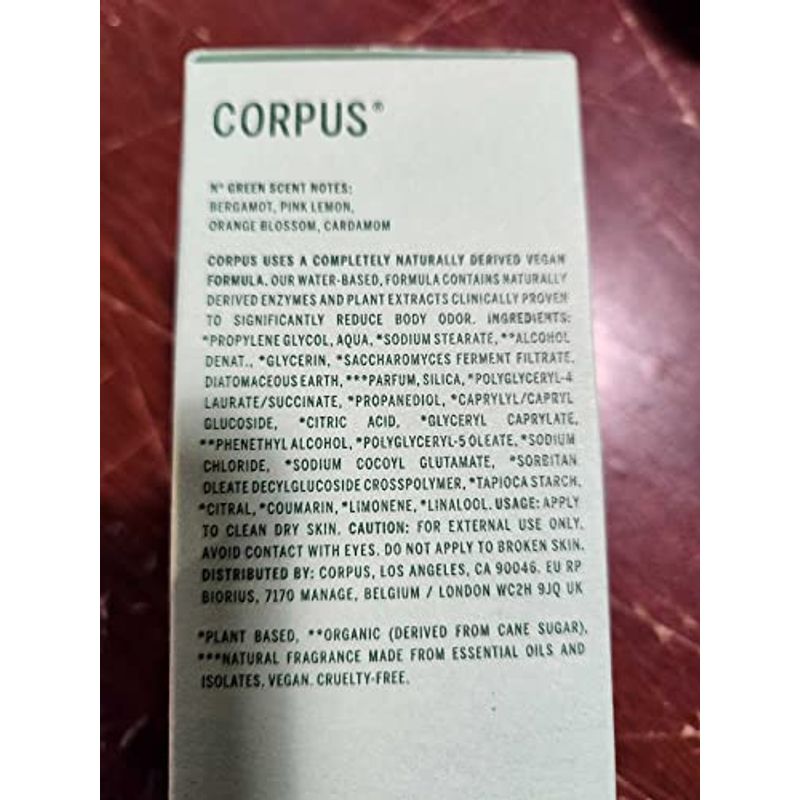 CORPUS®
N° GREEN SCENT NOTES:
BERGAMOT, PINK LEMON,
ORANGE BLOSSOM, CARDAMOM
CORPUS USES A COMPLETELY NATURALLY DERIVED VEGAN
FORMULA. OUR WATER-BASED, FORMULA CONTAINS NATURALLY
DERIVED ENZYMES AND PLANT EXTRACTS CLINICALLY PROVEN
TO SIGNIFICANTLY REDUCE BODY ODOR. INGREDIENTS:
*PROPYLENE GLYCOL, AQUA, *SODIUM STEARATE, **ALCOHOL
DENAT., *GLYCERIN, *SACCHAROMYCES FERMENT FILTRATE,
DIATOMACEOUS EARTH, ***PARFUM, SILICA, *POLYGLYCERYL-4
LAURATE/SUCCINATE, *PROPANEDIOL, *CAPRYLYL/CAPRYL
GLUCOSIDE, *CITRIC ACID, *GLYCERYL CAPRYLATE,
**PHENETHYL ALCOHOL, *POLYGLYCERYL-5 OLEATE, *SODIUM
CHLORIDE, *SODIUM COCOYL GLUTAMATE, *SORBITAN
OLEATE DECYLGLUCOSIDE CROSSPOLYMER, *TAPIOCA STARCH,
*CITRAL, *COUMARIN, *LIMONENE, *LINALOOL. USAGE: APPLY
TO CLEAN DRY SKIN. CAUTION: FOR EXTERNAL USE ONLY.
AVOID CONTACT WITH EYES. DO NOT APPLY TO BROKEN SKIN.
DISTRIBUTED BY: CORPUS, LOS ANGELES, CA 90046. EU RP
BIORIUS, 7170 MANAGE, BELGIUM / LONDON WC2H 9JQ UK
*PLANT BASED, **ORGANIC (DERIVED FROM CANE SUGAR),
***NATURAL FRAGRANCE MADE FROM ESSENTIAL OILS AND
ISOLATES. VEGAN. CRUELTY-FREE.